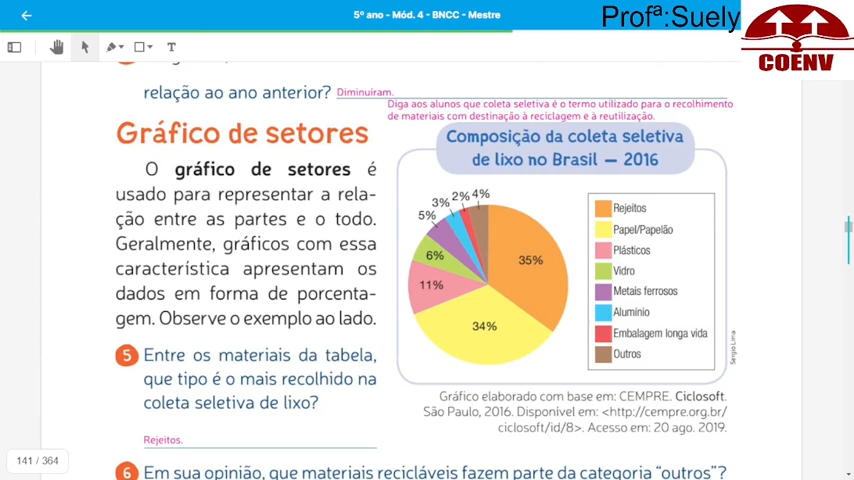 5º ano - Mód. 4 - BNCC - Mestre
Profª:Suely
COENV
T
relação ao ano anterior? Diminuíram.
Diga aos alunos que coleta seletiva é o termo utilizado para o recolhimento
de materiais com destinação à reciclagem e à reutilização.
Gráfico de setores
O gráfico de setores é
usado para representar a rela-
ção entre as partes e o todo.
Geralmente, gráficos com essa
característica apresentam os
dados em forma de porcenta-
gem. Observe o exemplo ao lado.
Composição da coleta seletiva
de lixo no Brasil – 2016
35%
34%
11%
6%
5%
3%
2%
4%
Rejeitos
Papel/Papelão
Plásticos
Vidro
Metais ferrosos
Alumínio
Embalagem longa vida
Outros
Sergio Lima
Gráfico elaborado com base em: CEMPRE. Ciclosoft.
São Paulo, 2016. Disponível em: <http://cempre.org.br/
ciclosoft/id/8>. Acesso em: 20 ago. 2019.
5 Entre os materiais da tabela,
que tipo é o mais recolhido na
coleta seletiva de lixo?
Rejeitos.
141 / 364
6 Em sua opinião, que materiais recicláveis fazem parte da categoria “outros”?